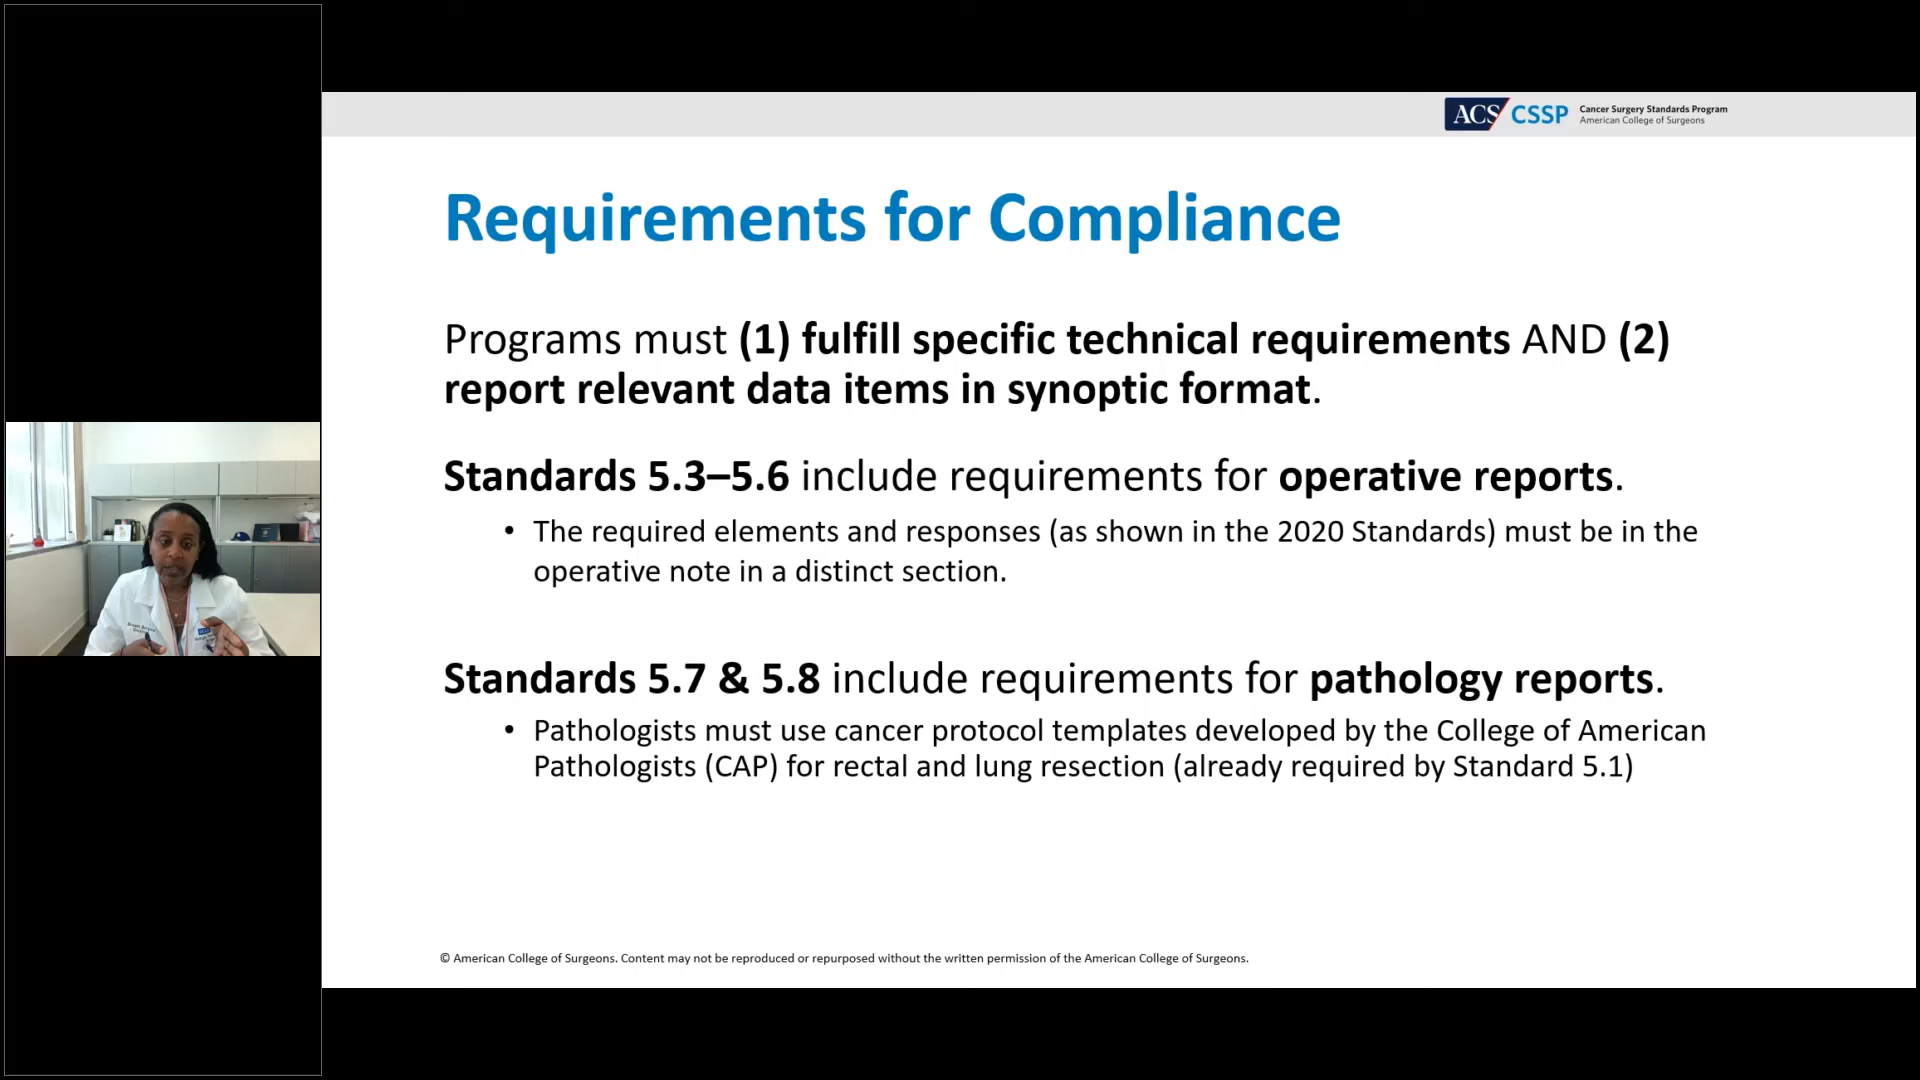 ACS CSSP Cancer Surgery Standards Program
American College of Surgeons
Requirements for Compliance
Programs must (1) fulfill specific technical requirements AND (2)
report relevant data items in synoptic format.
Standards 5.3–5.6 include requirements for operative reports.
• The required elements and responses (as shown in the 2020 Standards) must be in the
operative note in a distinct section.
Standards 5.7 & 5.8 include requirements for pathology reports.
• Pathologists must use cancer protocol templates developed by the College of American
Pathologists (CAP) for rectal and lung resection (already required by Standard 5.1)
© American College of Surgeons. Content may not be reproduced or repurposed without the written permission of the American College of Surgeons.